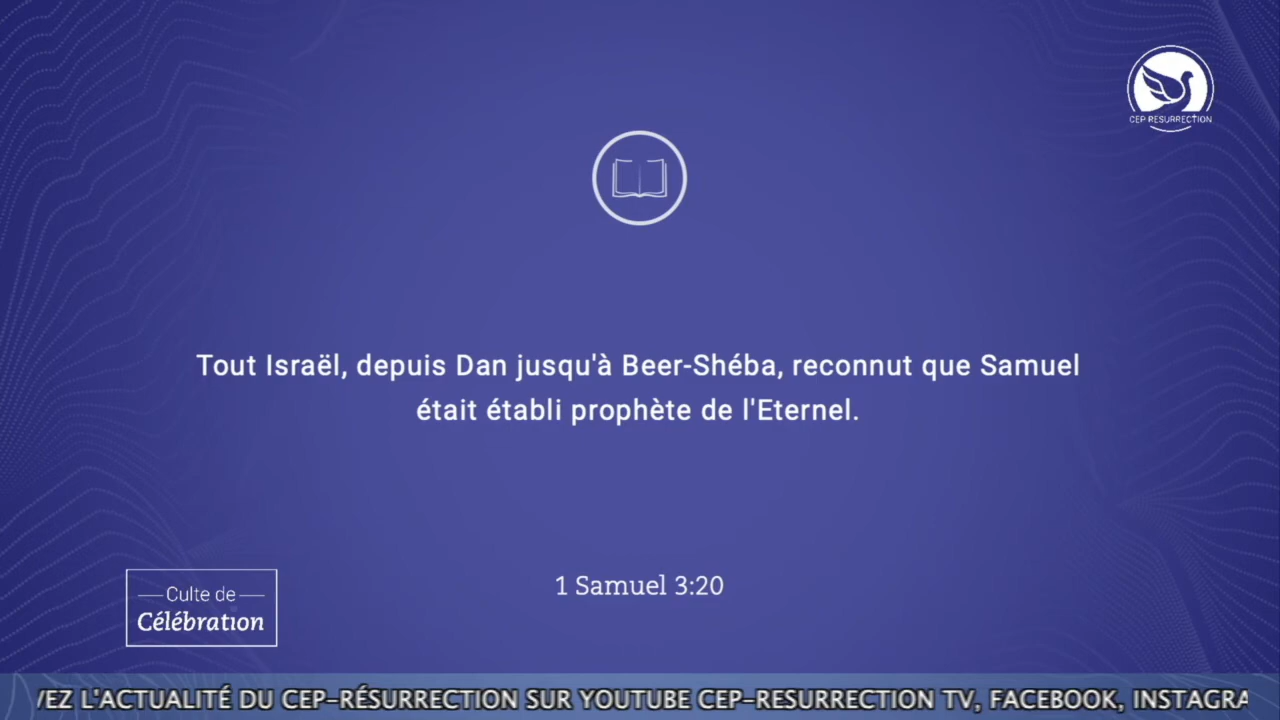 CEP RESURRECTION
Tout Israël, depuis Dan jusqu'à Beer-Shéba, reconnut que Samuel
était établi prophète de l'Eternel.
1 Samuel 3:20
Culte de
Célébration
L'ACTUALITÉ DU CEP-RÉSURRECTION SUR YOUTUBE CEP-RESURRECTION TV, FACEBOOK,